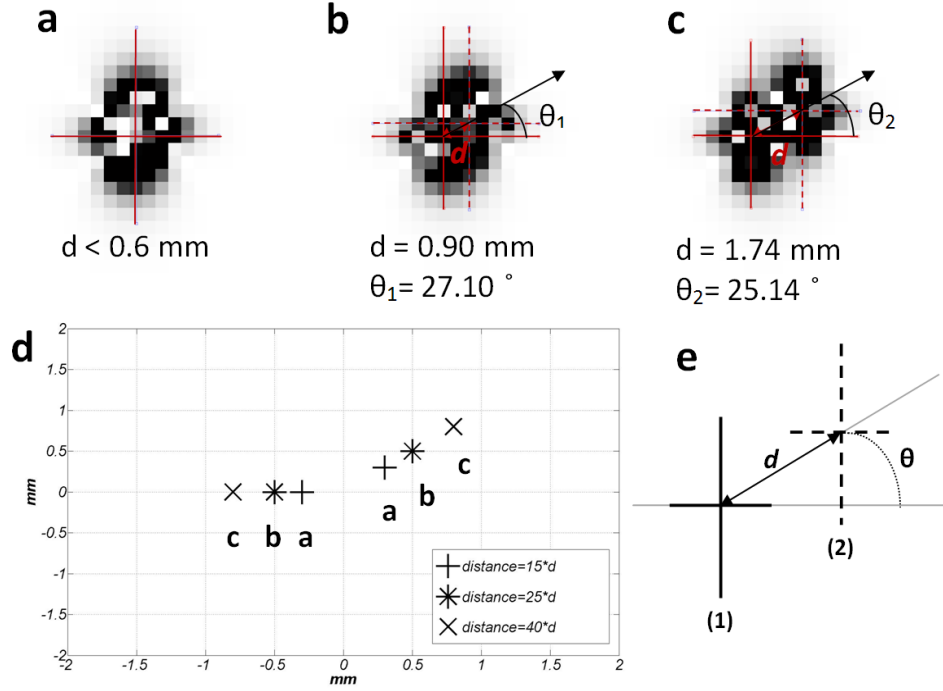 a
b
c
θ1
θ2
d
d
d < 0.6 mm
d = 0.90 mm
θ1= 27.10 °
d = 1.74 mm
θ2= 25.14 °
d
2
1.5
1
0.5
0
-0.5
-1
-1.5
-2
mm
-2 -1.5 -1 -0.5 0 0.5 1 1.5 2
mm
c b a
a b c
distance=15*d
distance=25*d
distance=40*d
e
d
θ
(1)
(2)